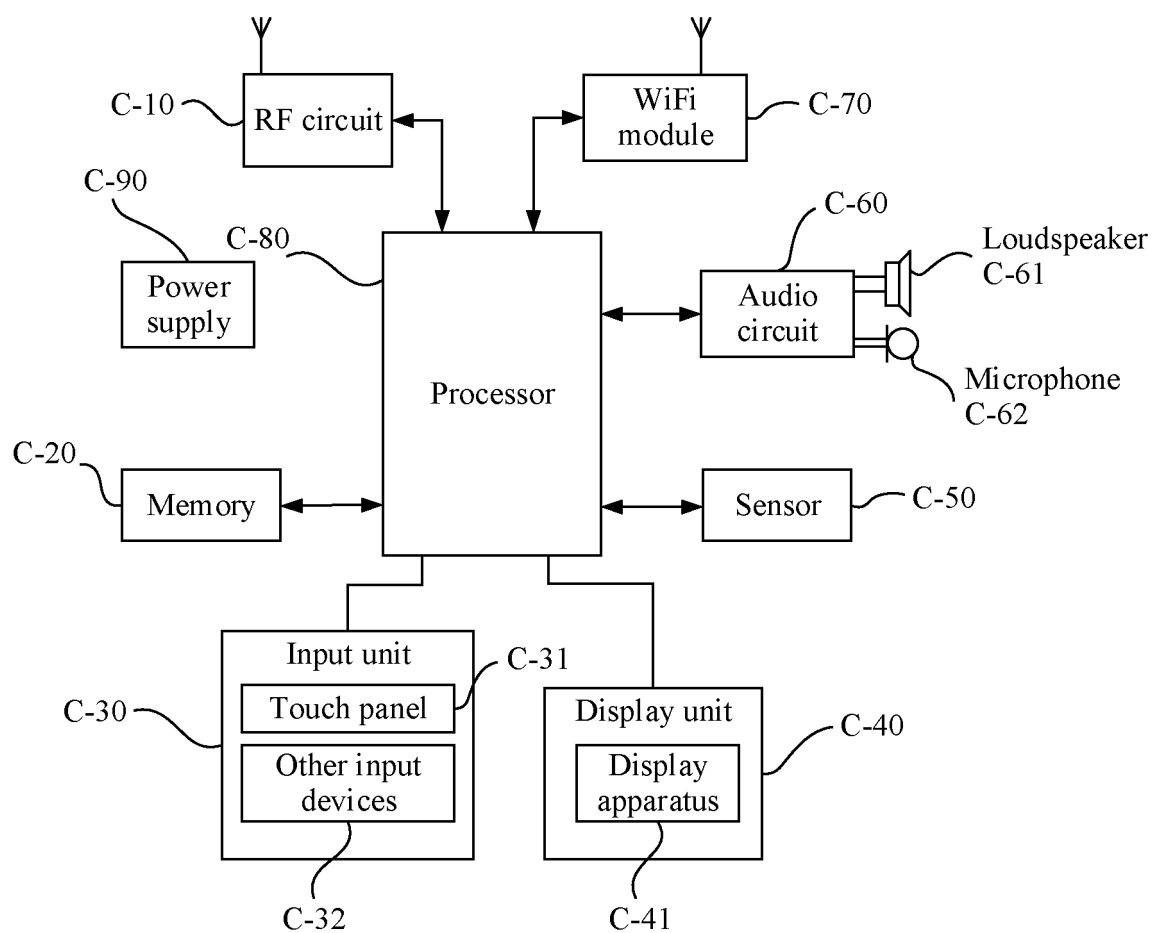 C-10
RF circuit
WiFi
module
C-70
C-90
Power
supply
C-80
Processor
C-60
Audio
circuit
Loudspeaker
C-61
Microphone
C-62
C-20
Memory
Sensor
C-50
Input unit
C-31
Touch panel
C-30
Other input
devices
C-32
Display unit
C-40
Display
apparatus
C-41